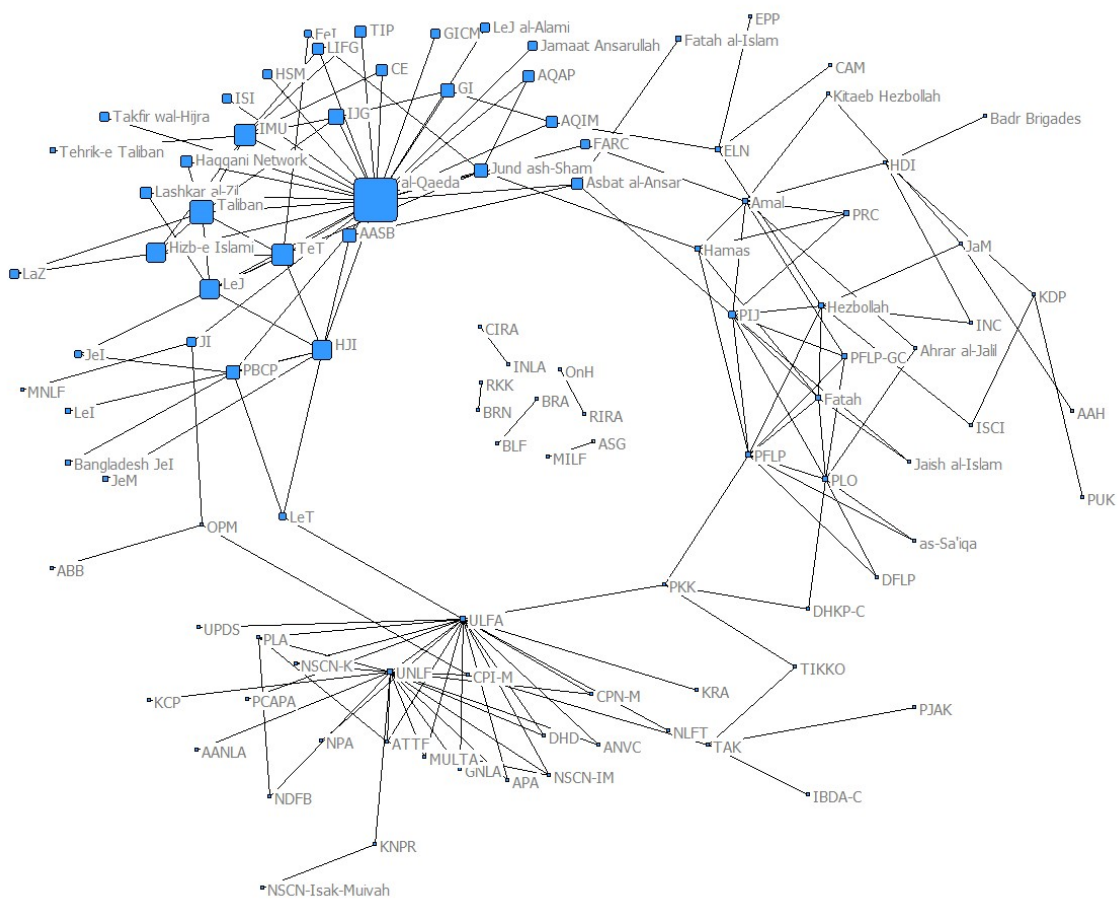 EPP
FeI
TIP
GICM
LeJ al-Alami
LIFG
Jamaat Ansarullah
Fatah al-Islam
HSM
CE
AQAP
CAM
ISI
GI
Kitaeb Hezbollah
Takfir wal-Hijra
IJG
AQIM
Badr Brigades
IMU
FARC
ELN
Tehrik-e Taliban
Haqqani Network
Jund ash-Sham
HDI
al-Qaeda
Asbat al-Ansar
Lashkar al-Zil
Taliban
Amal
PRC
AASB
Hizb-e Islami
TeT
Hamas
JaM
LaZ
LeJ
KDP
Hezbollah
PIJ
CIRA
INC
JI
HJI
Ahrar al-Jalil
JeI
PFLP-GC
INLA
PBCP
OnH
RKK
MNLF
Fatah
BRA
LeI
BRN
RIRA
AAH
ISCI
BLF
ASG
MILF
PFLP
Bangladesh JeI
Jaish al-Islam
JeM
PLO
PUK
LeT
OPM
as-Sa'iqa
ABB
DFLP
PKK
DHKP-C
ULFA
UPDS
PLA
NSCN-K
TIKKO
UNLF
CPI-M
KRA
CPN-M
KCP
PCAPA
PJAK
NLFT
DHD
NPA
ATTF
ANVC
TAK
AANLA
MULTA
GNLA
NSCN-IM
APA
NDFB
IBDA-C
KNPR
NSCN-Isak-Muivah